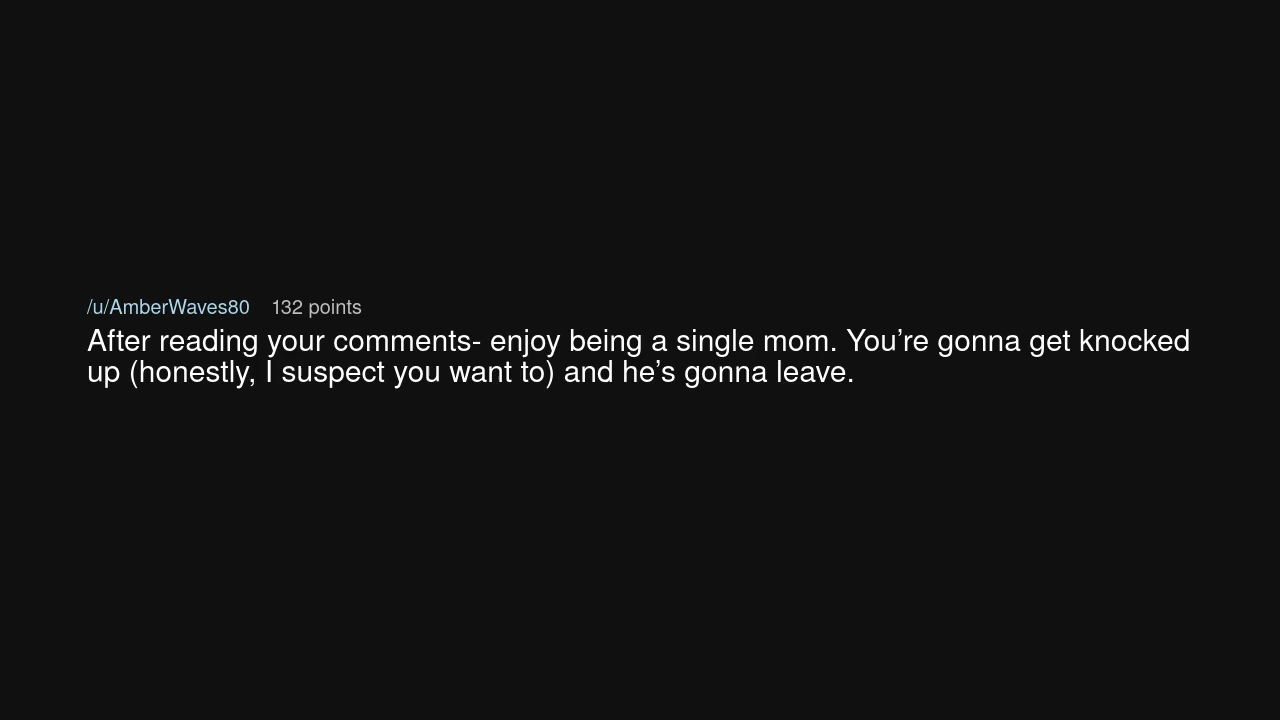 /u/AmberWaves80 132 points
After reading your comments- enjoy being a single mom. You’re gonna get knocked
up (honestly, I suspect you want to) and he’s gonna leave.